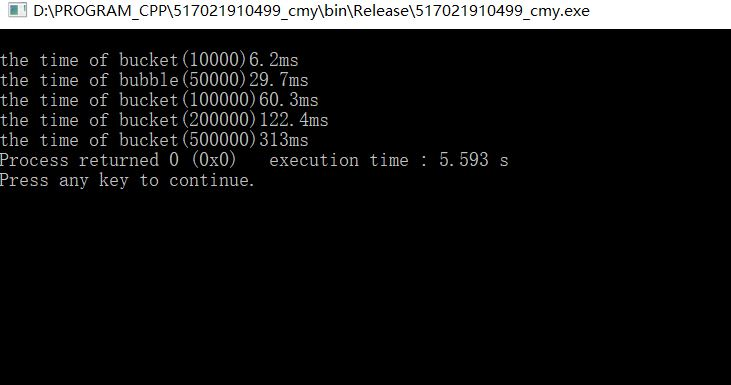 D:\PROGRAM_CPP\517021910499_cmy\bin\Release\517021910499_cmy.exe
the time of bucket(10000)6.2ms
the time of bubble(50000)29.7ms
the time of bucket(100000)60.3ms
the time of bucket(200000)122.4ms
the time of bucket(500000)313ms
Process returned 0 (0x0)   execution time : 5.593 s
Press any key to continue.